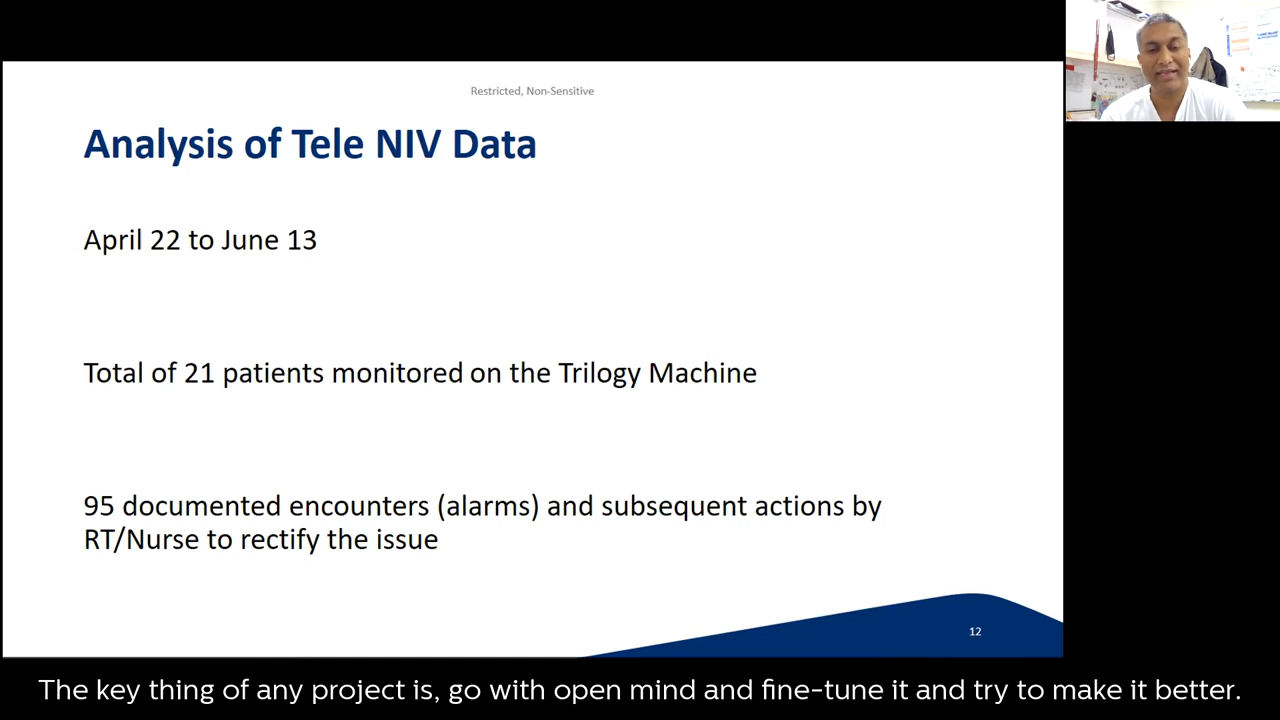 Restricted, Non-Sensitive
Analysis of Tele NIV Data
April 22 to June 13
Total of 21 patients monitored on the Trilogy Machine
95 documented encounters (alarms) and subsequent actions by
RT/Nurse to rectify the issue
12
The key thing of any project is, go with open mind and fine-tune it and try to make it better.